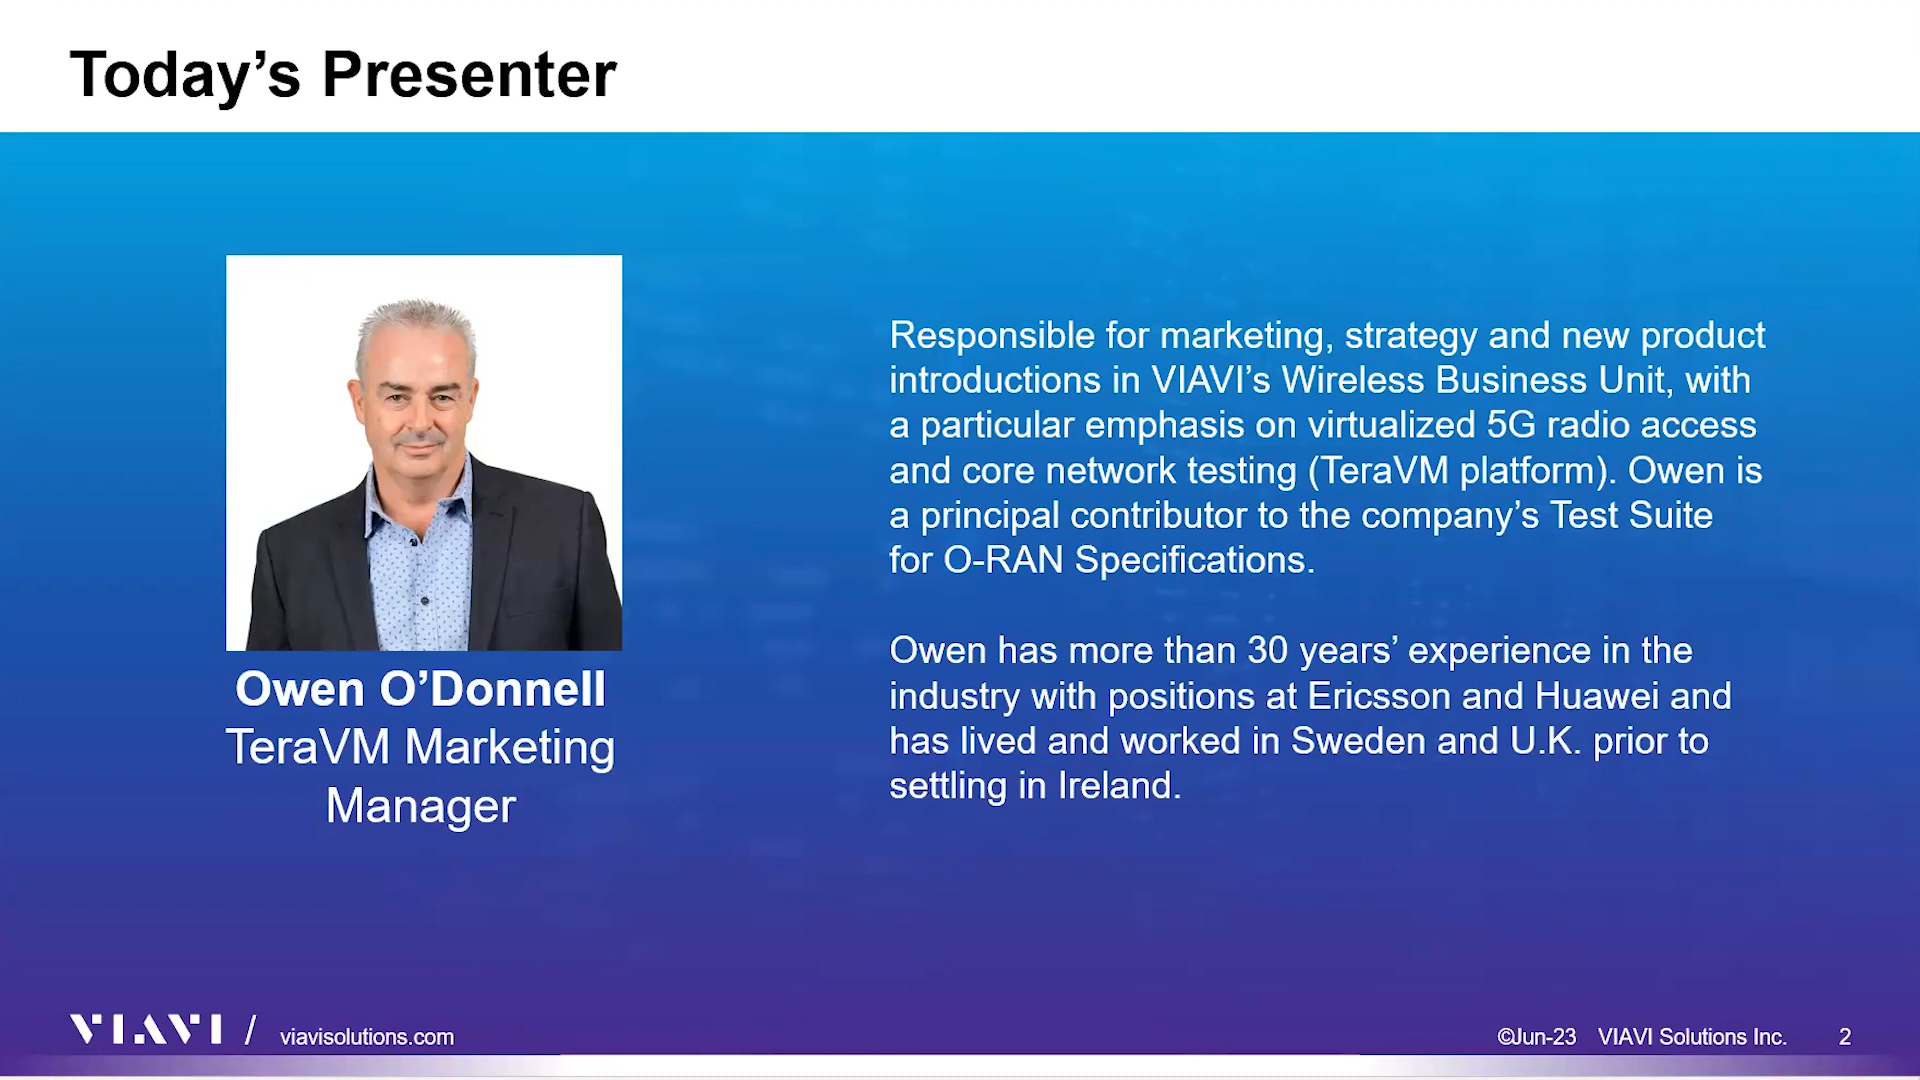 Today’s Presenter
Owen O’Donnell
TeraVM Marketing
Manager
Responsible for marketing, strategy and new product
introductions in VIAVI’s Wireless Business Unit, with
a particular emphasis on virtualized 5G radio access
and core network testing (TeraVM platform). Owen is
a principal contributor to the company’s Test Suite
for O-RAN Specifications.
Owen has more than 30 years’ experience in the
industry with positions at Ericsson and Huawei and
has lived and worked in Sweden and U.K. prior to
settling in Ireland.
VIAVI / viavisolutions.com
©Jun-23 VIAVI Solutions Inc. 2